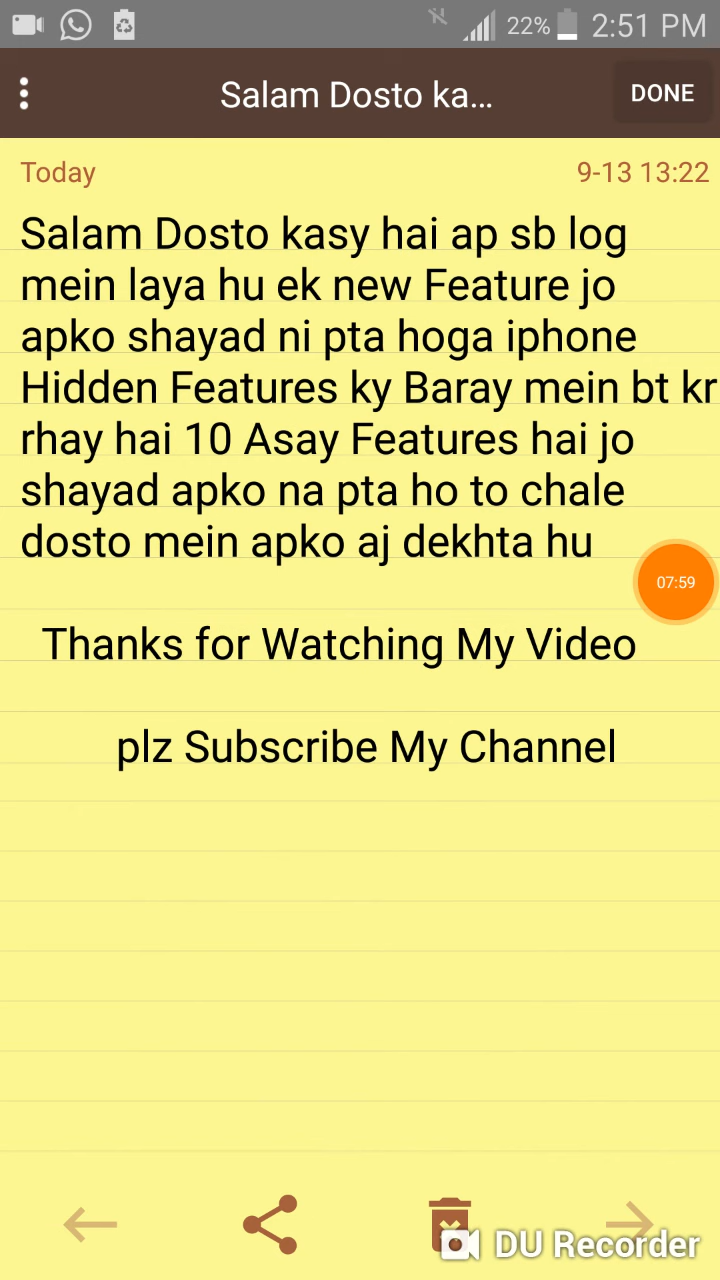 22% 2:51 PM
Salam Dosto ka... DONE
Today 9-13 13:22
Salam Dosto kasy hai ap sb log
mein laya hu ek new Feature jo
apko shayad ni pta hoga iphone
Hidden Features ky Baray mein bt kr
rhay hai 10 Asay Features hai jo
shayad apko na pta ho to chale
dosto mein apko aj dekhta hu
07:59
Thanks for Watching My Video
plz Subscribe My Channel
DU Recorder